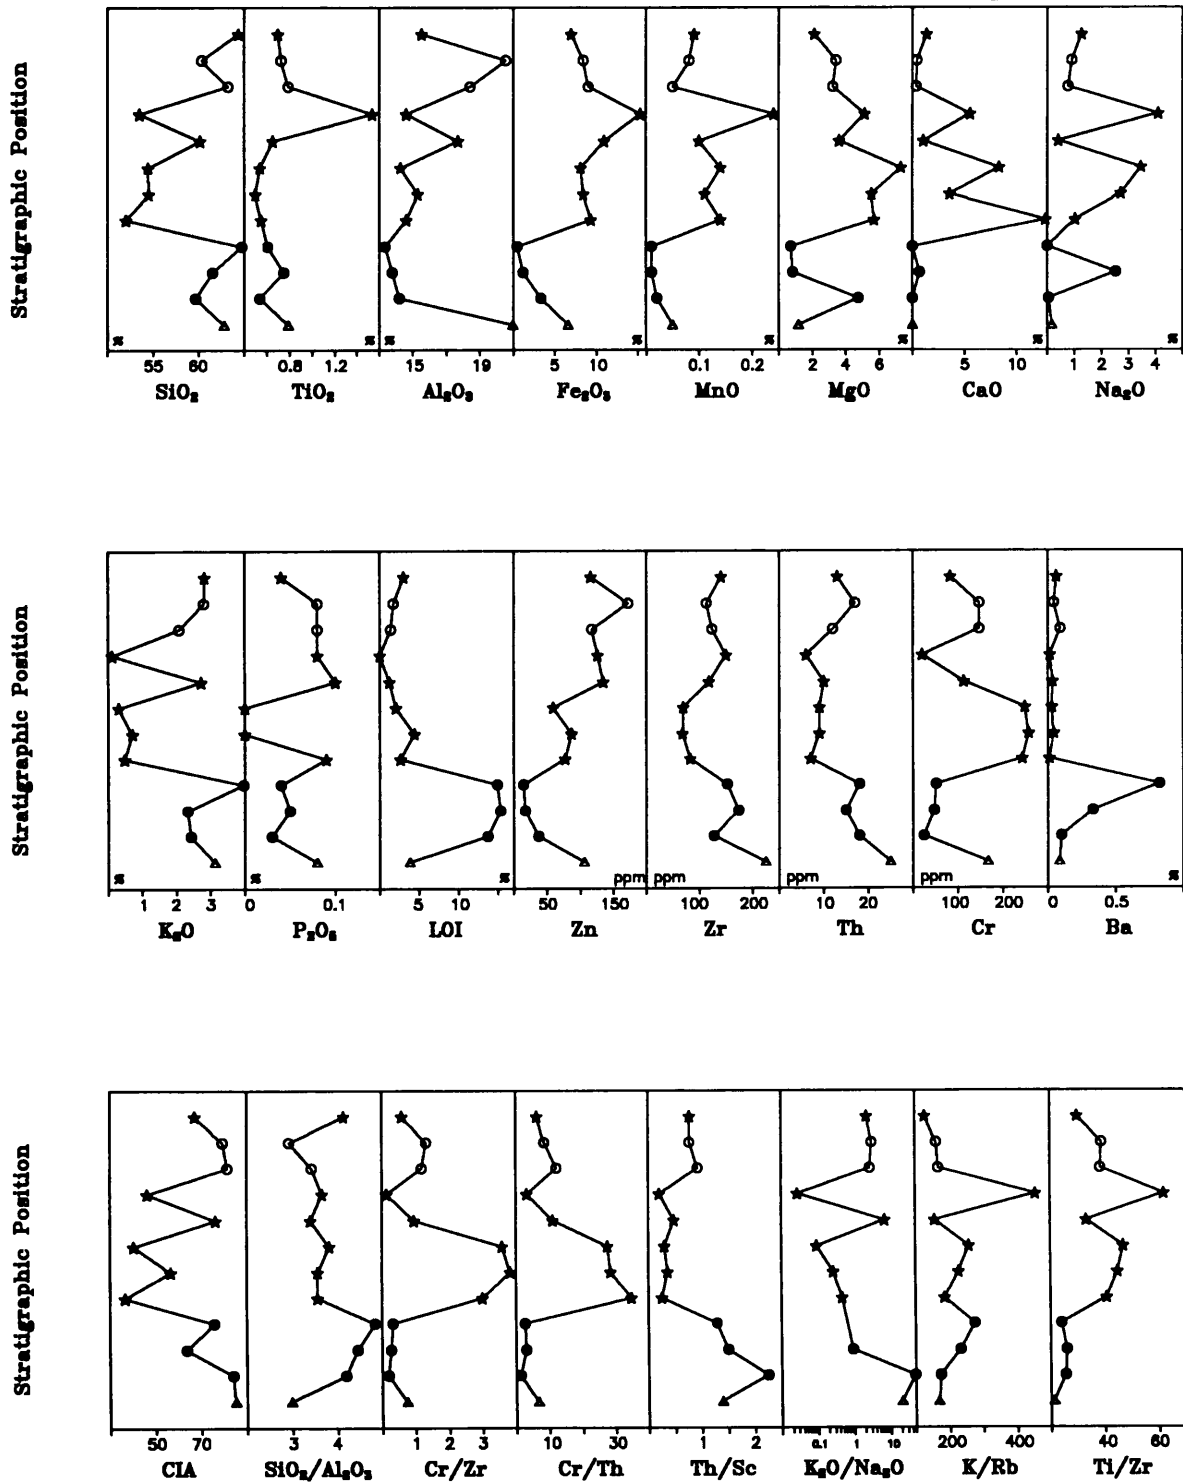 Stratigraphic Position
% % % % % % % %
55 60 0.8 1.2 15 19 5 10 0.1 0.2 2 4 6 5 10 1 2 3 4
SiO₂ TiO₂ Al₂O₃ Fe₂O₃ MnO MgO CaO Na₂O
Stratigraphic Position
% % % ppm ppm ppm ppm %
1 2 3 0 0.1 5 10 50 150 100 200 10 20 100 200 0 0.5
K₂O P₂O₅ LOI Zn Zr Th Cr Ba
Stratigraphic Position
50 70 3 4 1 2 3 10 30 1 2 0.1 1 10 200 400 40 60
CIA SiO₂/Al₂O₃ Cr/Zr Cr/Th Th/Sc K₂O/Na₂O K/Rb Ti/Zr